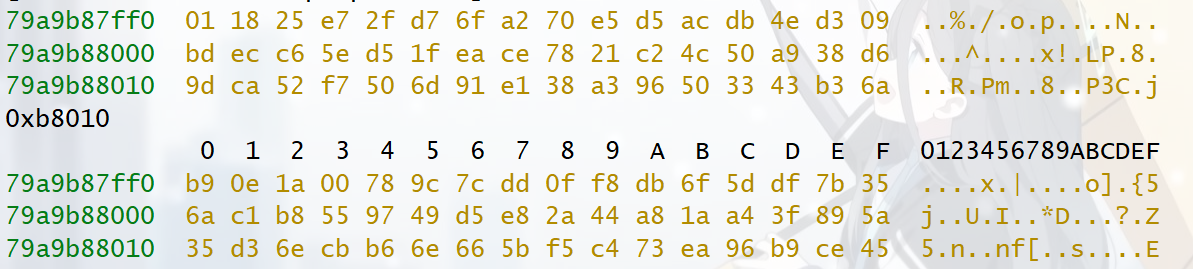 79a9b87ff0 01 18 25 e7 2f d7 6f a2 70 e5 d5 ac db 4e d3 09 ..%./.o.p....N..
79a9b88000 bd ec c6 5e d5 1f ea ce 78 21 c2 4c 50 a9 38 d6 ...^....x!.LP.8.
79a9b88010 9d ca 52 f7 50 6d 91 e1 38 a3 96 50 33 43 b3 6a ..R.Pm..8..P3C.j
0xb8010
0 1 2 3 4 5 6 7 8 9 A B C D E F 0123456789ABCDEF
79a9b87ff0 b9 0e 1a 00 78 9c 7c dd 0f f8 db 6f 5d df 7b 35 ....x.|....o].{5
79a9b88000 6a c1 b8 55 97 49 d5 e8 2a 44 a8 1a a4 3f 89 5a j..U.I..*D...?.Z
79a9b88010 35 d3 6e cb b6 6e 66 5b f5 c4 73 ea 96 b9 ce 45 5.n..nf[..s....E